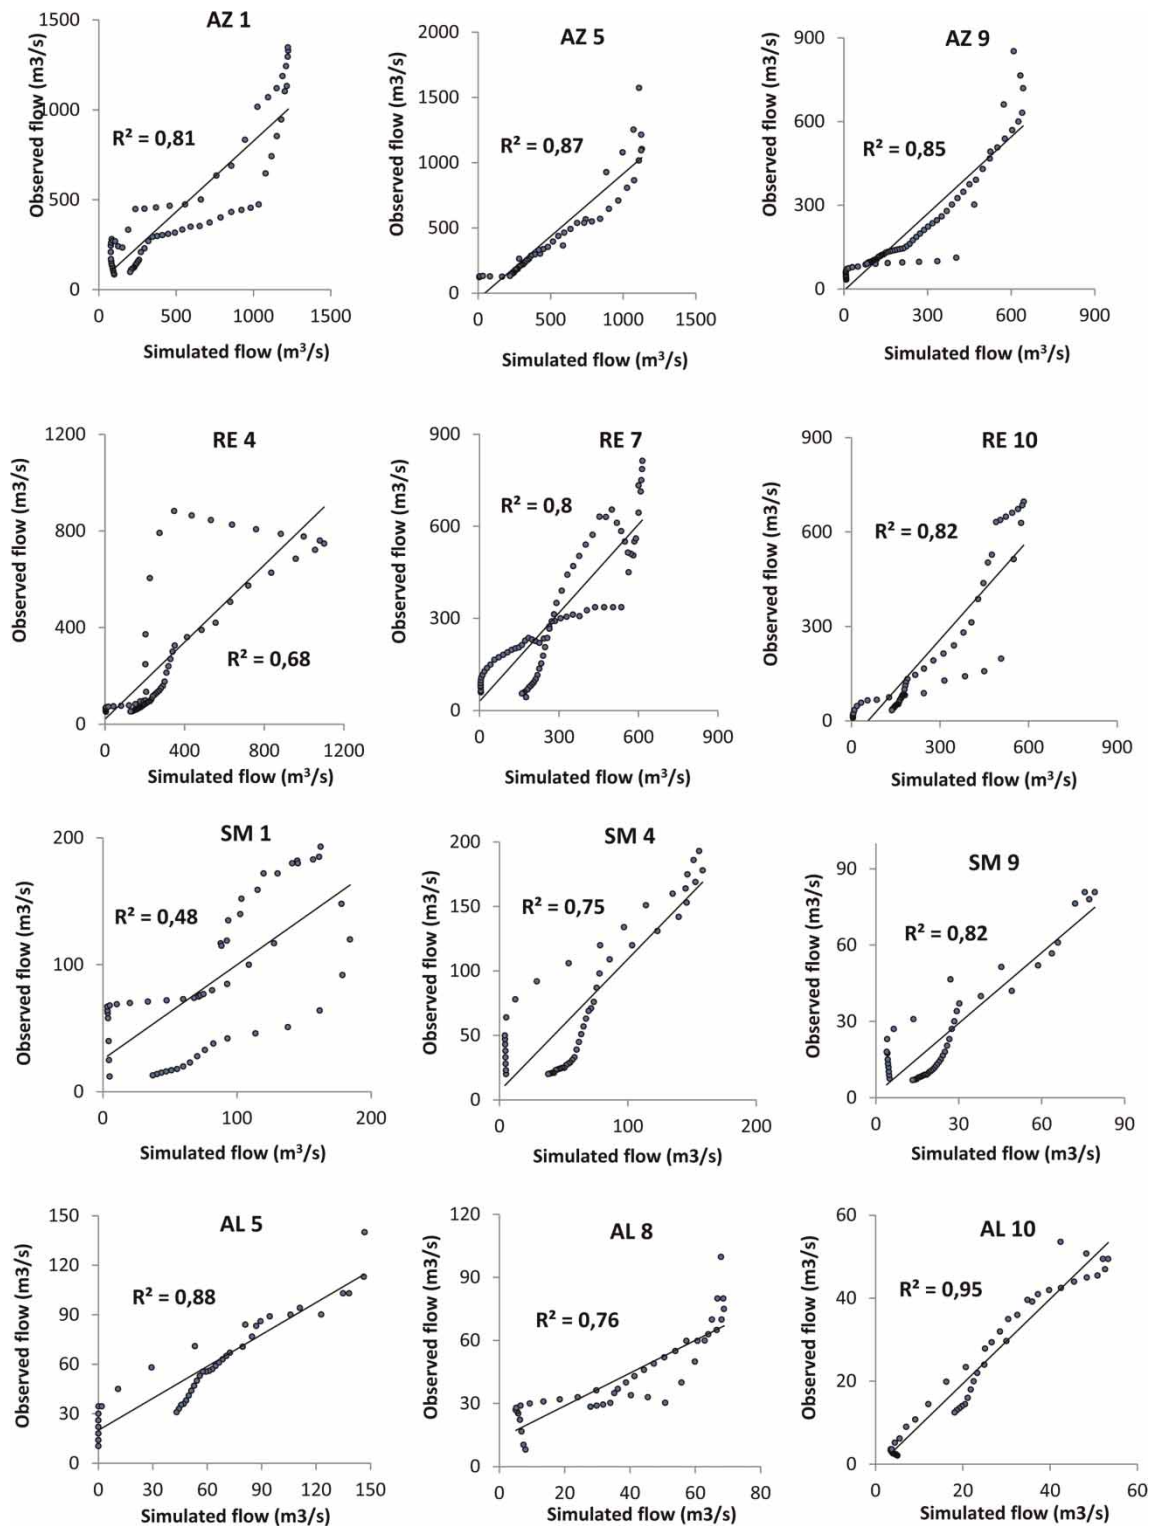 AZ 1
Observed flow (m3/s)
1500
1000
500
0
R² = 0,81
0 500 1000 1500
Simulated flow (m³/s)
AZ 5
Observed flow (m3/s)
2000
1500
1000
500
0
R² = 0,87
0 500 1000 1500
Simulated flow (m³/s)
AZ 9
Observed flow (m3/s)
900
600
300
0
R² = 0,85
0 300 600 900
Simulated flow (m³/s)
RE 4
Observed flow (m3/s)
1200
800
400
0
R² = 0,68
0 400 800 1200
Simulated flow (m³/s)
RE 7
Observed flow (m3/s)
900
600
300
0
R² = 0,8
0 300 600 900
Simulated flow (m³/s)
RE 10
Observed flow (m3/s)
900
600
300
0
R² = 0,82
0 300 600 900
Simulated flow (m³/s)
SM 1
Observed flow (m3/s)
200
100
0
R² = 0,48
0 100 200
Simulated flow (m³/s)
SM 4
Observed flow (m3/s)
200
150
100
50
0
R² = 0,75
0 100 200
Simulated flow (m3/s)
SM 9
Observed flow (m3/s)
90
60
30
0
R² = 0,82
0 30 60 90
Simulated flow (m3/s)
AL 5
Observed flow (m3/s)
150
120
90
60
30
0
R² = 0,88
0 30 60 90 120 150
Simulated flow (m3/s)
AL 8
Observed flow (m3/s)
120
90
60
30
0
R² = 0,76
0 20 40 60 80
Simulated flow (m3/s)
AL 10
Observed flow (m3/s)
60
40
20
0
R² = 0,95
0 20 40 60
Simulated flow (m3/s)